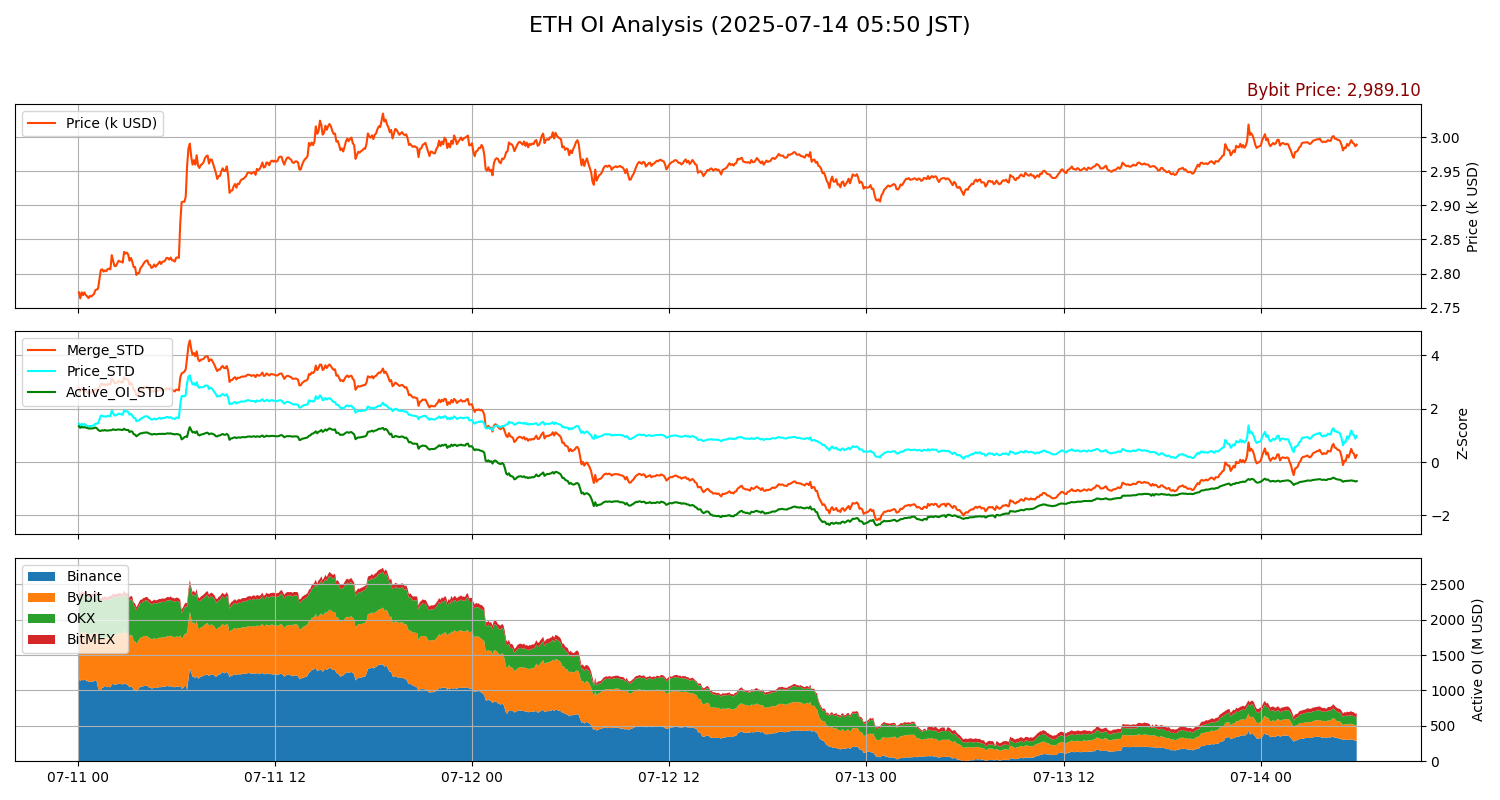 ETH OI Analysis (2025-07-14 05:50 JST)
Bybit Price: 2,989.10
Price (k USD)
3.00
2.95
2.90
2.85
2.80
2.75
Price (k USD)
Merge_STD
Price_STD
Active_OI_STD
4
2
0
−2
Z-Score
Binance
Bybit
OKX
BitMEX
2500
2000
1500
1000
500
0
Active OI (M USD)
07-11 00
07-11 12
07-12 00
07-12 12
07-13 00
07-13 12
07-14 00